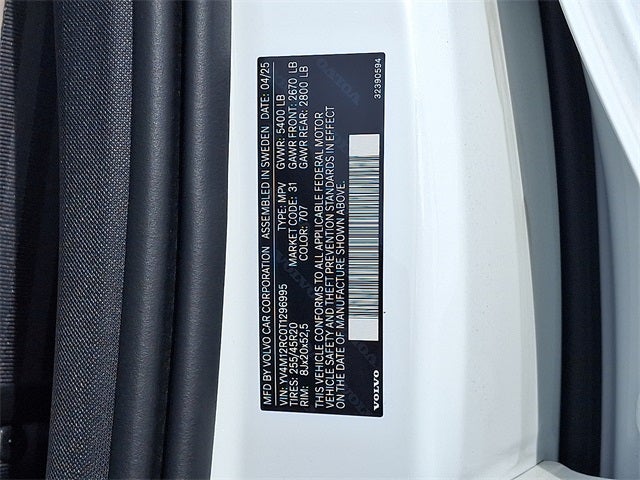 MFD BY VOLVO CAR CORPORATION ASSEMBLED IN SWEDEN DATE: 04/25
VIN: YV4M12RC0T1296995 TYPE: MPV GVWR: 5400 LB
TIRES: 255/45R20 MARKET CODE: 31 GAWR FRONT: 2670 LB
RIM: 8Jx20x52,5 COLOR: 707 GAWR REAR: 2800 LB
THIS VEHICLE CONFORMS TO ALL APPLICABLE FEDERAL MOTOR
VEHICLE SAFETY AND THEFT PREVENTION STANDARDS IN EFFECT
ON THE DATE OF MANUFACTURE SHOWN ABOVE.
VOLVO 32390594